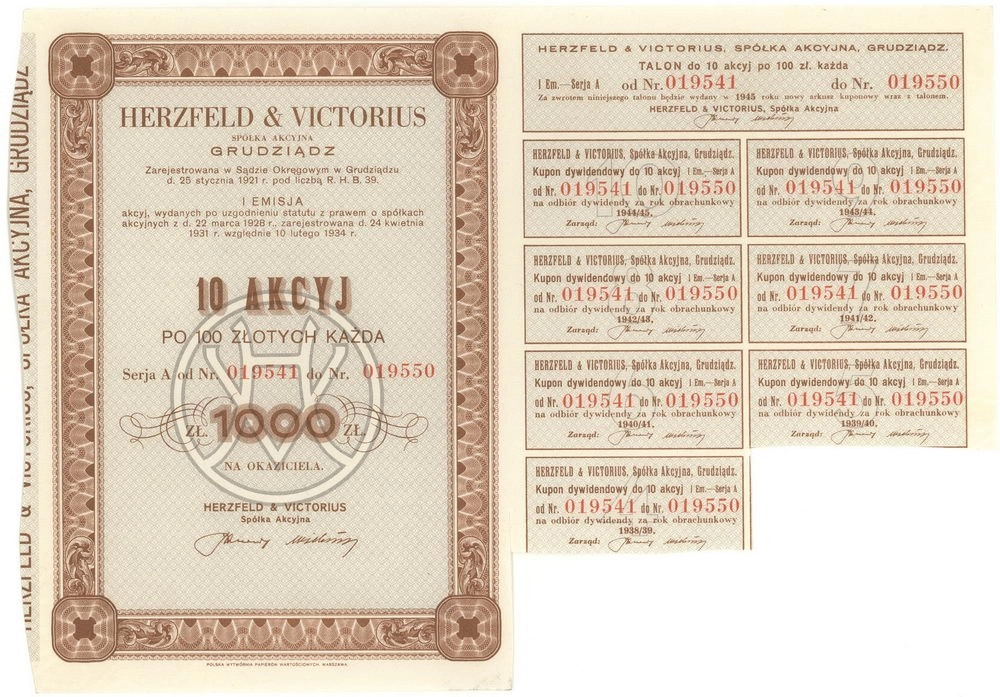 HERZFELD & VICTORIUS
SPÓŁKA AKCYJNA
GRUDZIĄDZ
Zarejestrowana w Sądzie Okręgowym w Grudziądzu
d. 25 stycznia 1921 r. pod liczbą R. H. B. 39.
I EMISJA
akcyj, wydanych po uzgodnieniu statutu z prawem o spółkach
akcyjnych z d. 22 marca 1928 r., zarejestrowana d. 24 kwietnia
1931 r. względnie 10 lutego 1934 r.
10 AKCYJ
PO 100 ZŁOTYCH KAŻDA
Serja A od Nr. 019541 do Nr. 019550
ZŁ. 1000 ZŁ.
NA OKAZICIELA.
HERZFELD & VICTORIUS
Spółka Akcyjna
POLSKA WYTWÓRNIA PAPIERÓW WARTOŚCIOWYCH, WARSZAWA.
HERZFELD & VICTORIUS, SPÓŁKA AKCYJNA, GRUDZIĄDZ
HERZFELD & VICTORIUS, SPÓŁKA AKCYJNA, GRUDZIĄDZ.
TALON do 10 akcyj po 100 zł. każda
I Em.—Serja A od Nr. 019541 do Nr. 019550
Za zwrotem niniejszego talonu będzie wydany w 1945 roku nowy arkusz kuponowy wraz z talonem.
HERZFELD & VICTORIUS, Spółka Akcyjna
HERZFELD & VICTORIUS, Spółka Akcyjna, Grudziądz.
Kupon dywidendowy do 10 akcyj I Em.—Serja A
od Nr. 019541 do Nr. 019550
na odbiór dywidendy za rok obrachunkowy
1944/45.
Zarząd:
HERZFELD & VICTORIUS, Spółka Akcyjna, Grudziądz.
Kupon dywidendowy do 10 akcyj I Em.—Serja A
od Nr. 019541 do Nr. 019550
na odbiór dywidendy za rok obrachunkowy
1943/44.
Zarząd:
HERZFELD & VICTORIUS, Spółka Akcyjna, Grudziądz.
Kupon dywidendowy do 10 akcyj I Em.—Serja A
od Nr. 019541 do Nr. 019550
na odbiór dywidendy za rok obrachunkowy
1942/43.
Zarząd:
HERZFELD & VICTORIUS, Spółka Akcyjna, Grudziądz.
Kupon dywidendowy do 10 akcyj I Em.—Serja A
od Nr. 019541 do Nr. 019550
na odbiór dywidendy za rok obrachunkowy
1941/42.
Zarząd:
HERZFELD & VICTORIUS, Spółka Akcyjna, Grudziądz.
Kupon dywidendowy do 10 akcyj I Em.—Serja A
od Nr. 019541 do Nr. 019550
na odbiór dywidendy za rok obrachunkowy
1940/41.
Zarząd:
HERZFELD & VICTORIUS, Spółka Akcyjna, Grudziądz.
Kupon dywidendowy do 10 akcyj I Em.—Serja A
od Nr. 019541 do Nr. 019550
na odbiór dywidendy za rok obrachunkowy
1939/40.
Zarząd:
HERZFELD & VICTORIUS, Spółka Akcyjna, Grudziądz.
Kupon dywidendowy do 10 akcyj I Em.—Serja A
od Nr. 019541 do Nr. 019550
na odbiór dywidendy za rok obrachunkowy
1938/39.
Zarząd: